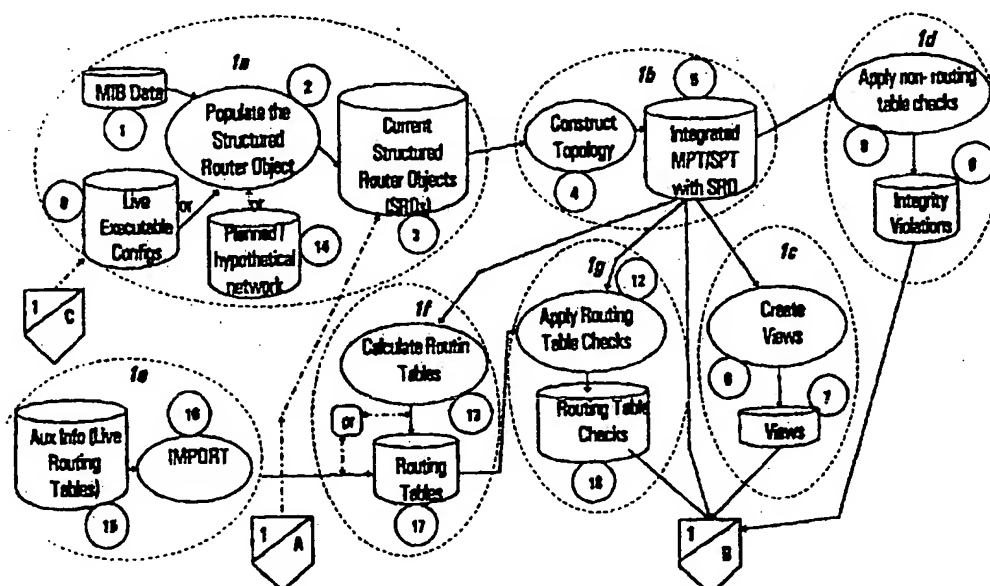 1a
MIB Data
1
2
Populate the
Structured
Router Object
Current
Structured
Router Objects
(SROs)
3
Live
Executable
Configs
or
or
Planned /
hypothetical
network
14
1
C
1b
5
Construct
Topology
4
Integrated
MPT/SPT
with SRO
1d
Apply non-routing
table checks
Integrity
Violations
1e
Aux Info (Live
Routing
Tables)
15
16
IMPORT
1
A
1f
Calculate Routin
Tables
13
or
Routing
Tables
17
1g
12
Apply Routing
Table Checks
Routing Table
Checks
18
1c
Create
Views
6
7
Views
1
B